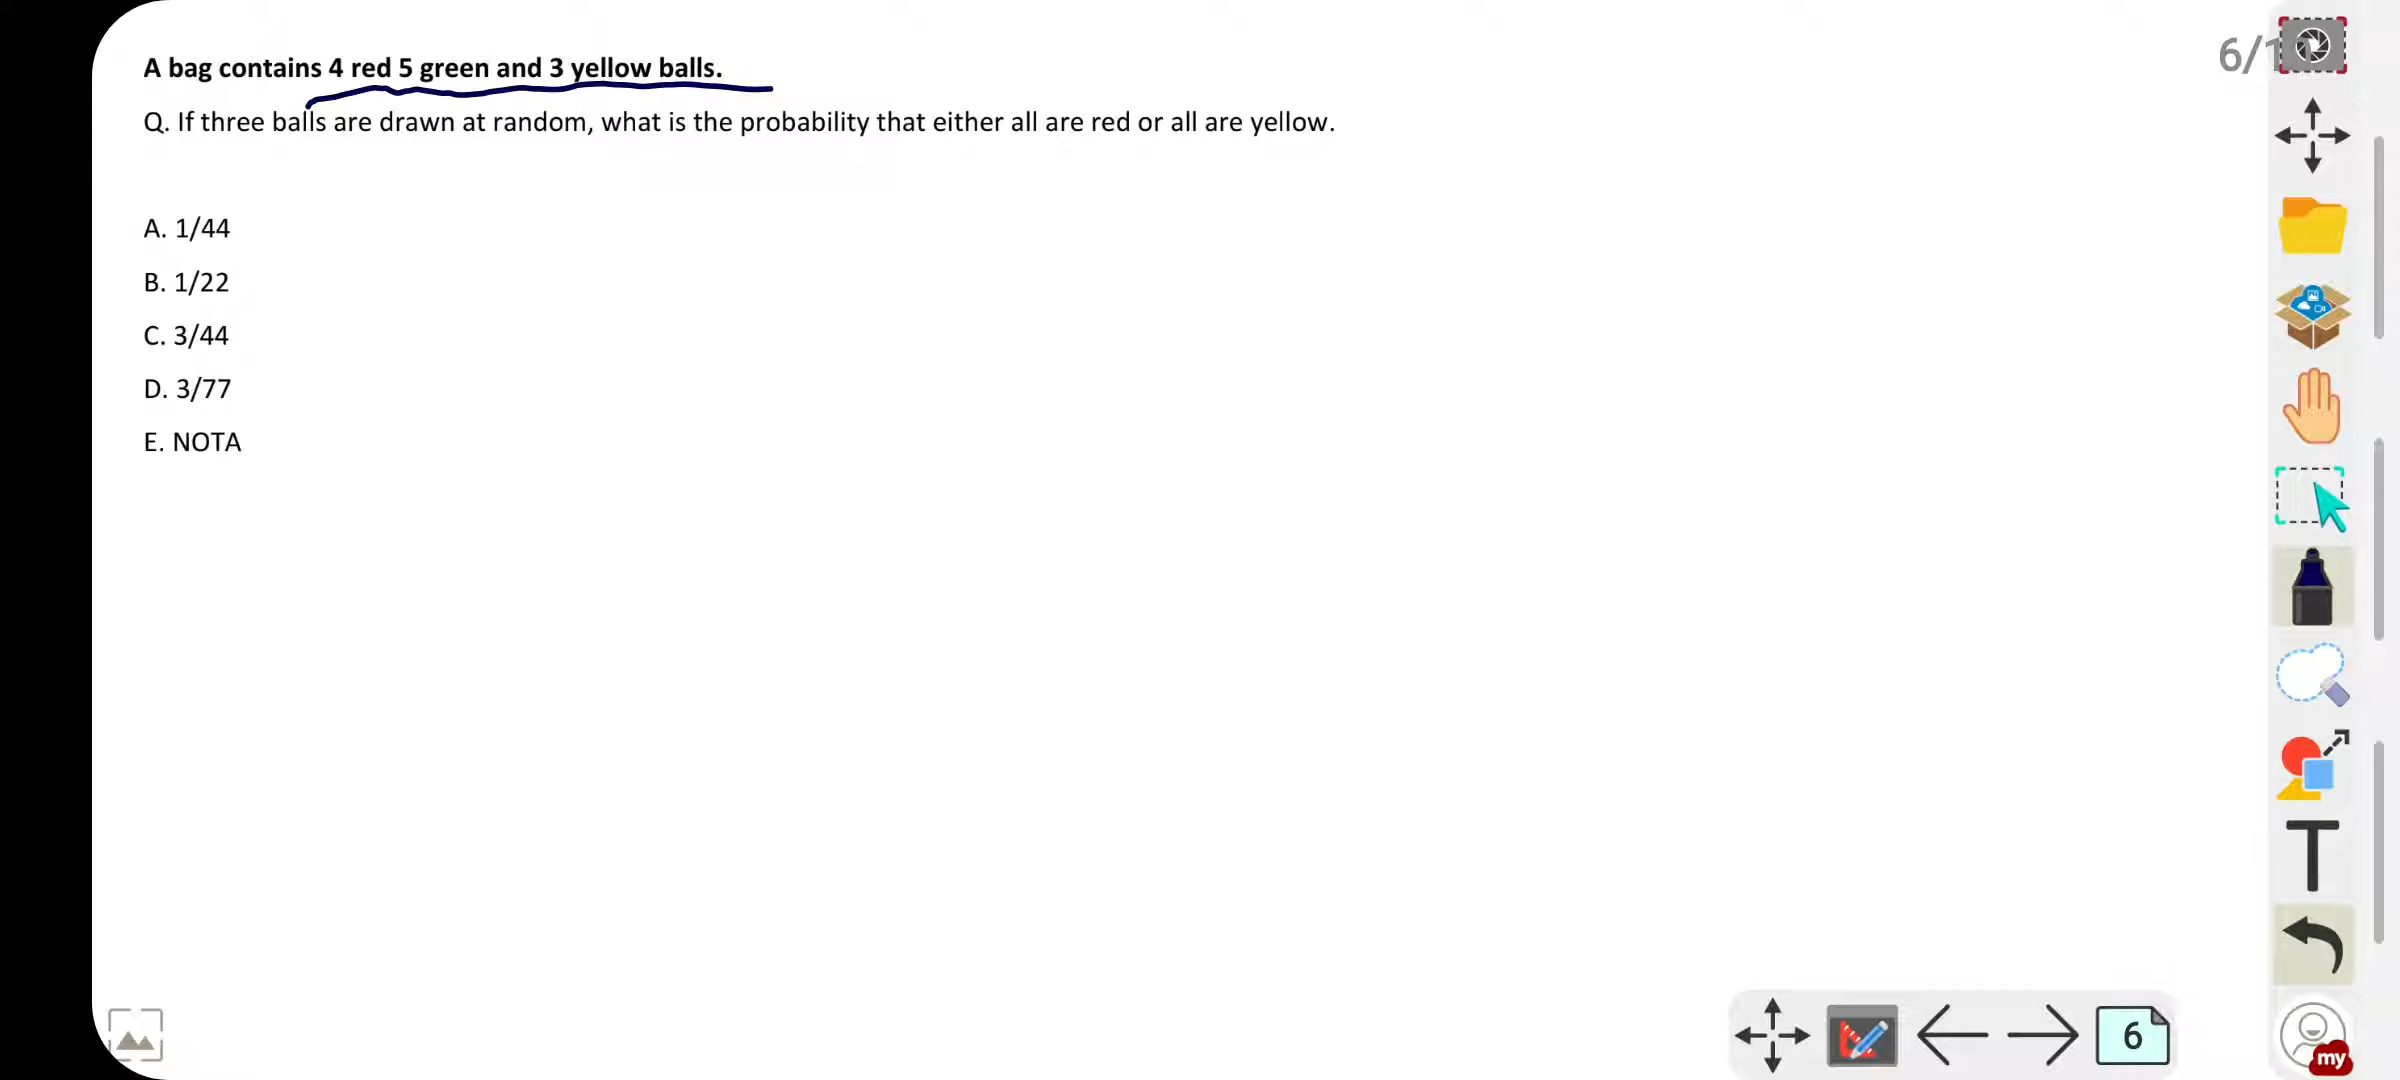 A bag contains 4 red 5 green and 3 yellow balls.
6/1
Q. If three balls are drawn at random, what is the probability that either all are red or all are yellow.
A. 1/44
B. 1/22
C. 3/44
D. 3/77
E. NOTA
T
6
my